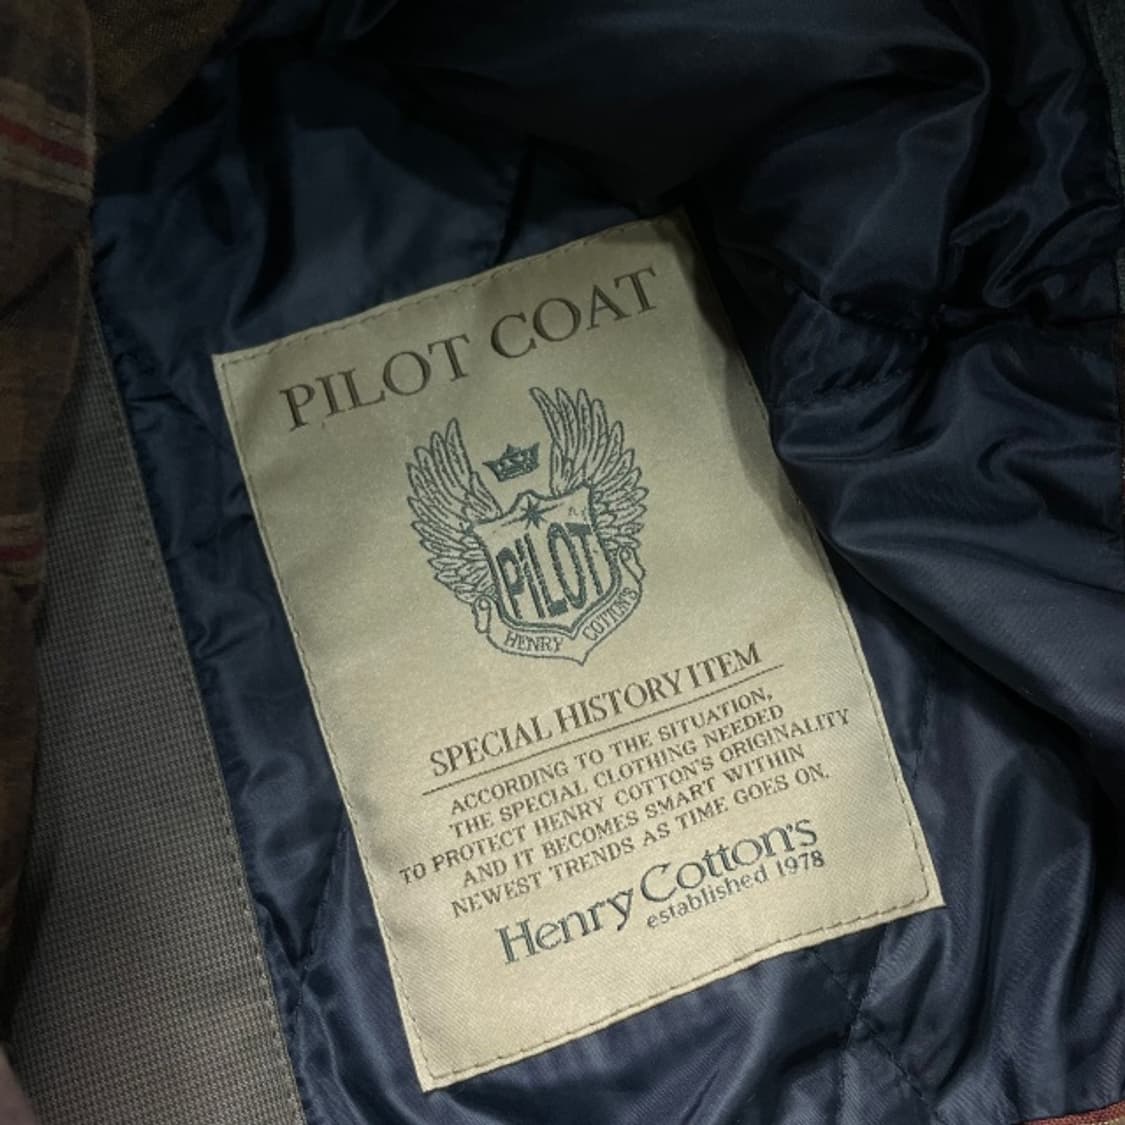 PILOT COAT
PILOT
HENRY COTTON'S
SPECIAL HISTORY ITEM
ACCORDING TO THE SITUATION,
THE SPECIAL CLOTHING NEEDED
TO PROTECT HENRY COTTON'S ORIGINALITY
AND IT BECOMES SMART WITHIN
NEWEST TRENDS AS TIME GOES ON.
Henry Cotton's
established 1978